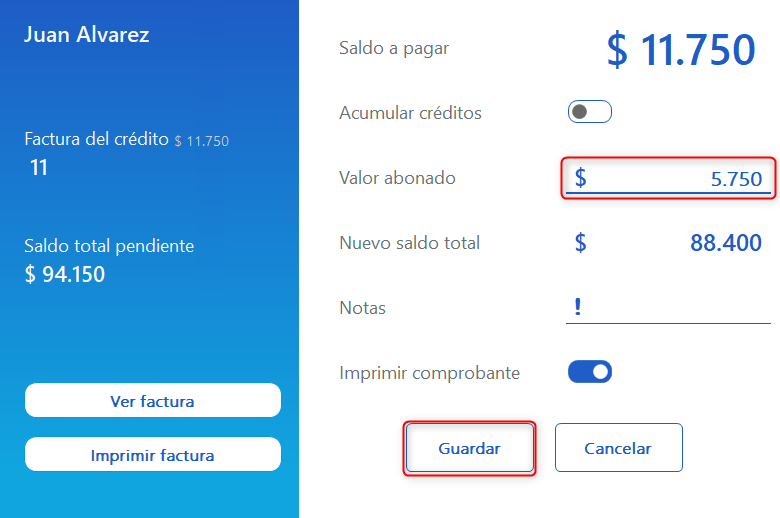 Juan Alvarez
Factura del crédito $ 11.750
11
Saldo total pendiente
$ 94.150
Ver factura
Imprimir factura
Saldo a pagar $ 11.750
Acumular créditos
Valor abonado $ 5.750
Nuevo saldo total $ 88.400
Notas !
Imprimir comprobante
Guardar Cancelar